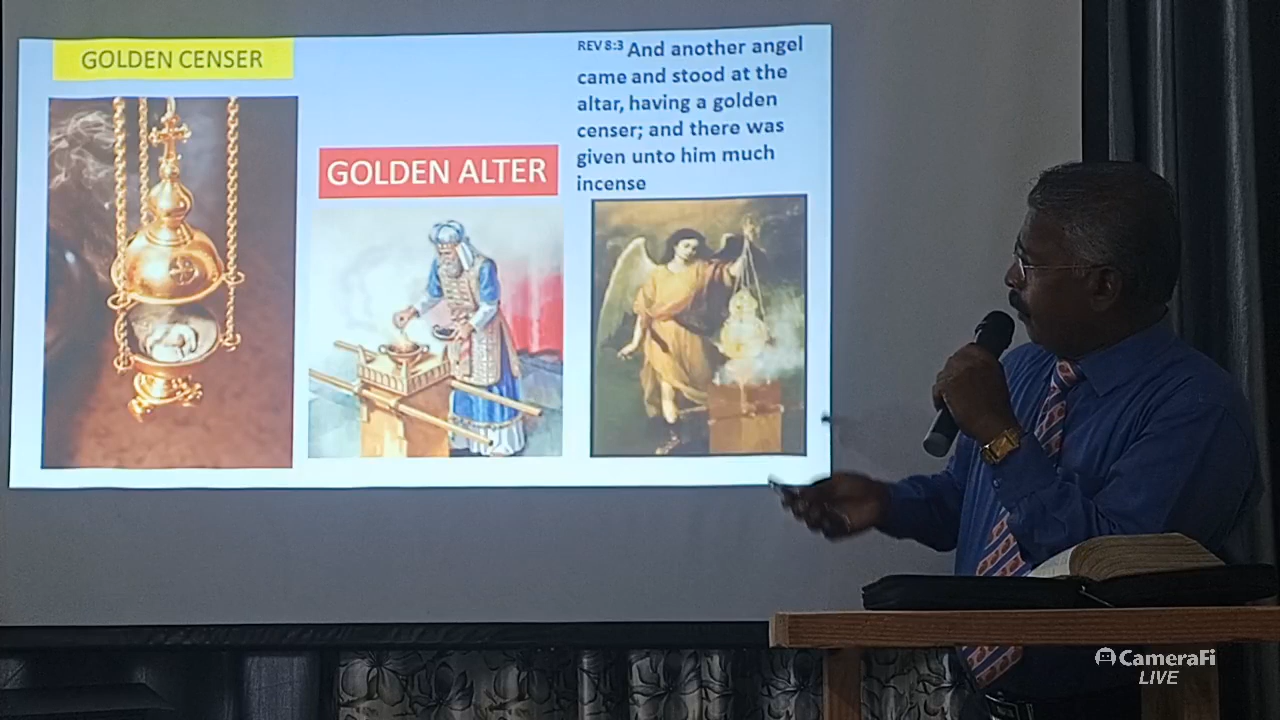 GOLDEN CENSER
GOLDEN ALTER
REV 8:3 And another angel
came and stood at the
altar, having a golden
censer; and there was
given unto him much
incense
CameraFi
LIVE